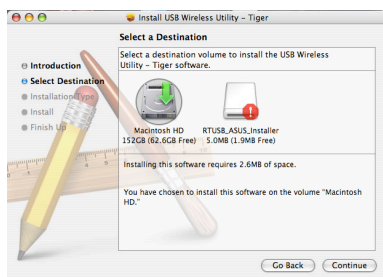 Install USB Wireless Utility – Tiger
Select a Destination
Introduction
Select Destination
Installation Type
Install
Finish Up
Select a destination volume to install the USB Wireless
Utility – Tiger software.
Macintosh HD
152GB (62.6GB Free)
RTUSB_ASUS_Installer
5.0MB (1.9MB Free)
Installing this software requires 2.6MB of space.
You have chosen to install this software on the volume "Macintosh
HD."
Go Back
Continue